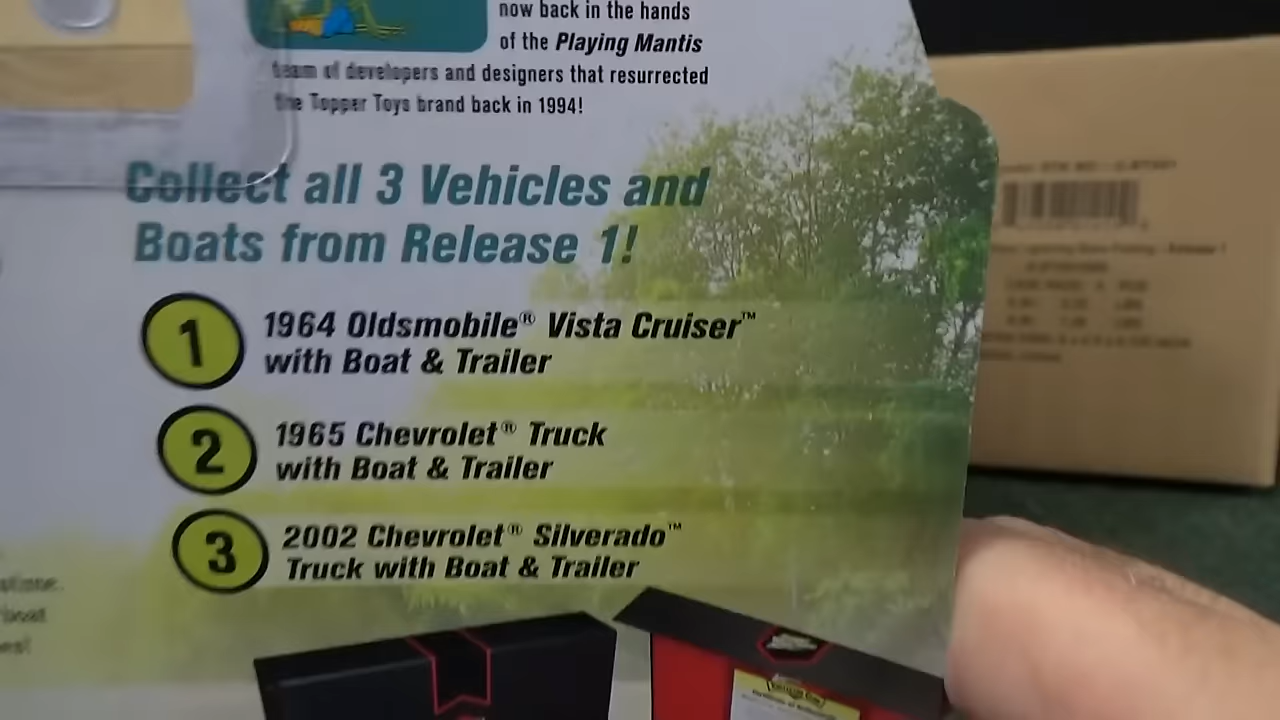 now back in the hands
of the Playing Mantis
team of developers and designers that resurrected
the Topper Toys brand back in 1994!
Collect all 3 Vehicles and
Boats from Release 1!
1 1964 Oldsmobile® Vista Cruiser™
with Boat & Trailer
2 1965 Chevrolet® Truck
with Boat & Trailer
3 2002 Chevrolet® Silverado™
Truck with Boat & Trailer